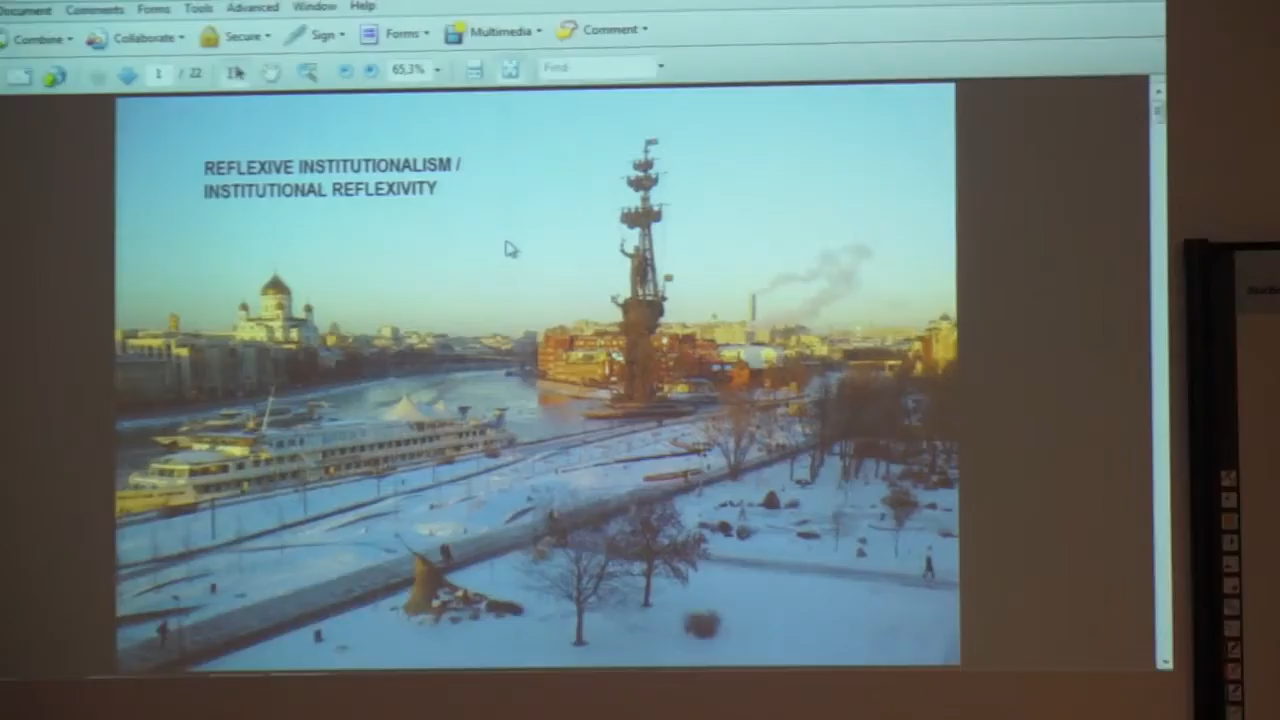 Document Comments Forms Tools Advanced Window Help
Combine Collaborate Secure Sign Forms Multimedia Comment
1 / 22 65,3% Find
REFLEXIVE INSTITUTIONALISM /
INSTITUTIONAL REFLEXIVITY